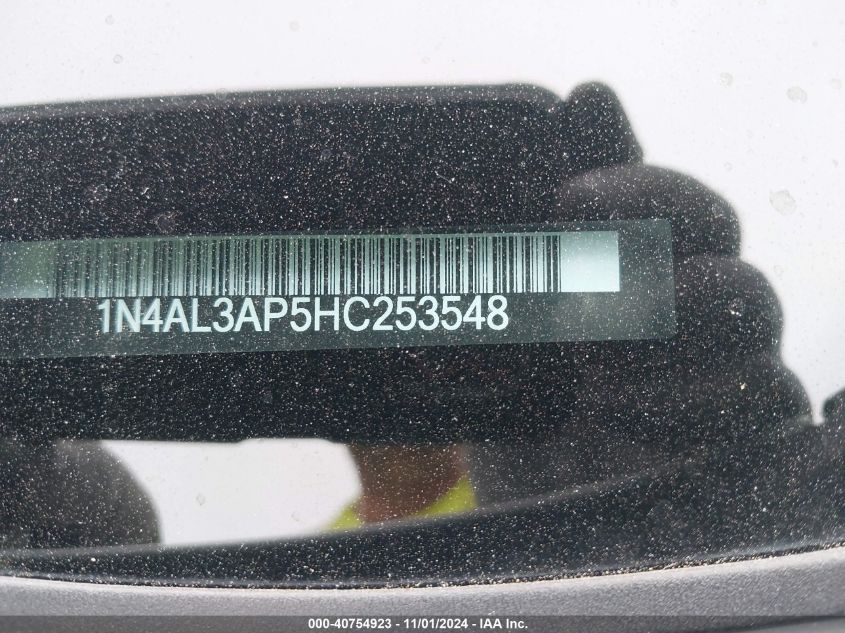 1N4AL3AP5HC253548
000-40754923 - 11/01/2024 - IAA Inc.